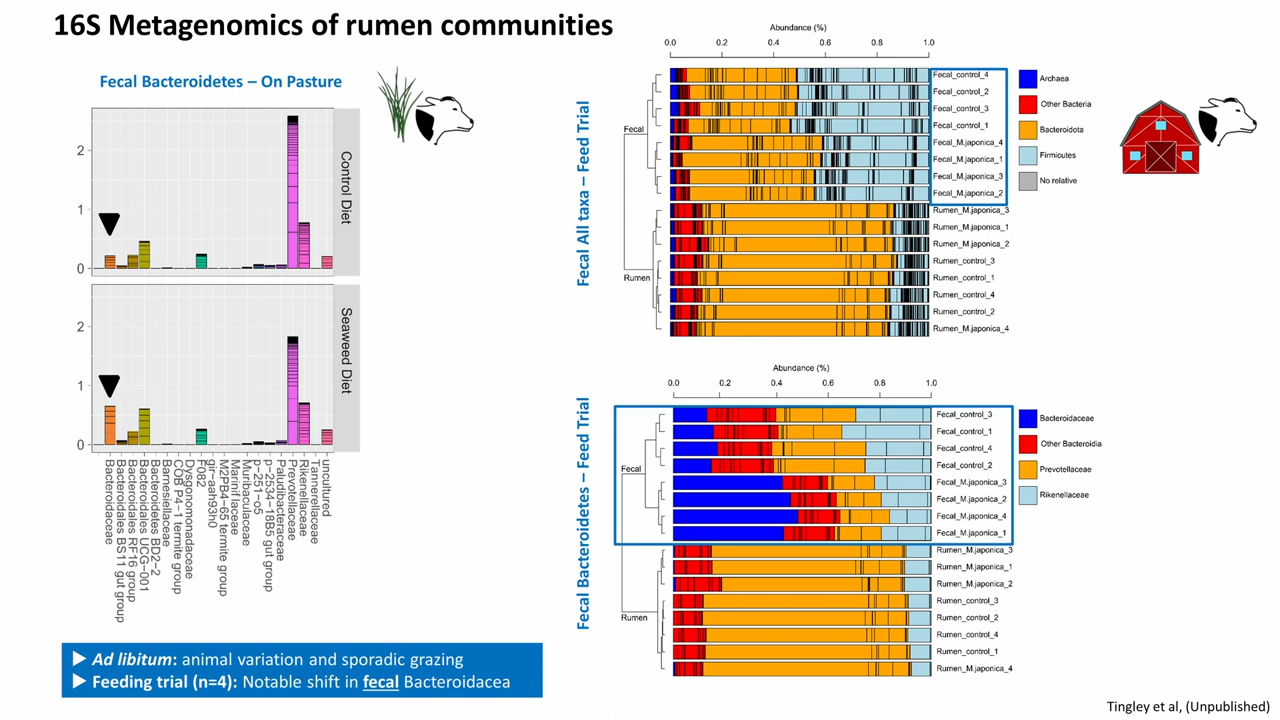 16S Metagenomics of rumen communities
Fecal Bacteroidetes – On Pasture
2
1
0
Control Diet
2
1
0
Seaweed Diet
Bacteroidaceae
Bacteroidales BS11 gut group
Bacteroidales RF16 group
Bacteroidales UCG-001
Bacteroidetes BD2-2
Barnesiellaceae
COB P4-1 termite group
Dysgonomonadaceae
F082
gir-aah93h0
M2PB4-65 termite group
Marinifilaceae
Muribaculaceae
p-251-o5
p-2534-18B5 gut group
Paludibacteraceae
Prevotellaceae
Rikenellaceae
Tannerellaceae
uncultured
▶ Ad libitum: animal variation and sporadic grazing
▶ Feeding trial (n=4): Notable shift in fecal Bacteroidacea
Fecal All taxa – Feed Trial
Abundance (%)
0.0 0.2 0.4 0.6 0.8 1.0
Fecal
Rumen
Fecal_control_4
Fecal_control_2
Fecal_control_3
Fecal_control_1
Fecal_M.japonica_4
Fecal_M.japonica_1
Fecal_M.japonica_3
Fecal_M.japonica_2
Rumen_M.japonica_3
Rumen_M.japonica_1
Rumen_M.japonica_2
Rumen_control_3
Rumen_control_1
Rumen_control_4
Rumen_control_2
Rumen_M.japonica_4
Archaea
Other Bacteria
Bacteroidota
Firmicutes
No relative
Fecal Bacteroidetes – Feed Trial
Abundance (%)
0.0 0.2 0.4 0.6 0.8 1.0
Fecal
Rumen
Fecal_control_3
Fecal_control_1
Fecal_control_4
Fecal_control_2
Fecal_M.japonica_3
Fecal_M.japonica_2
Fecal_M.japonica_4
Fecal_M.japonica_1
Rumen_M.japonica_3
Rumen_M.japonica_1
Rumen_M.japonica_2
Rumen_control_3
Rumen_control_2
Rumen_control_4
Rumen_control_1
Rumen_M.japonica_4
Bacteroidaceae
Other Bacteroidia
Prevotellaceae
Rikenellaceae
Tingley et al, (Unpublished)